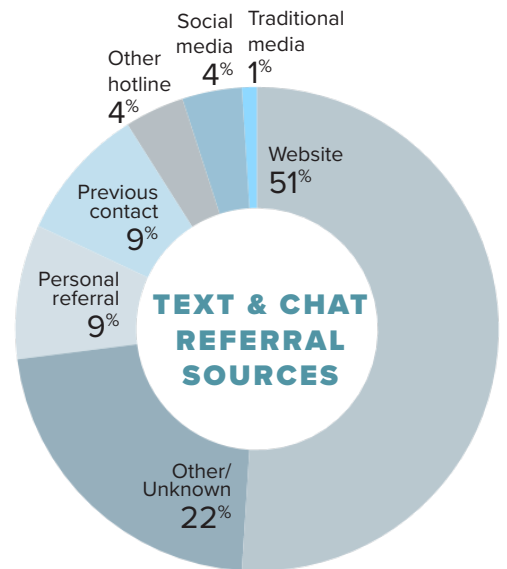 Social
media
4%
Traditional
media
1%
Other
hotline
4%
Website
51%
Previous
contact
9%
Personal
referral
9%
TEXT & CHAT
REFERRAL
SOURCES
Other/
Unknown
22%